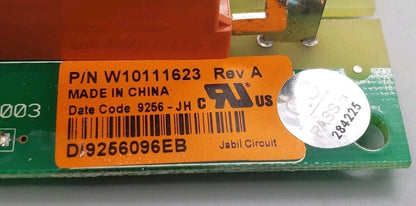 P/N W10111623 Rev A
MADE IN CHINA
Date Code 9256-JH C US
D/9256096EB Jabil Circuit
003
PASS
284225